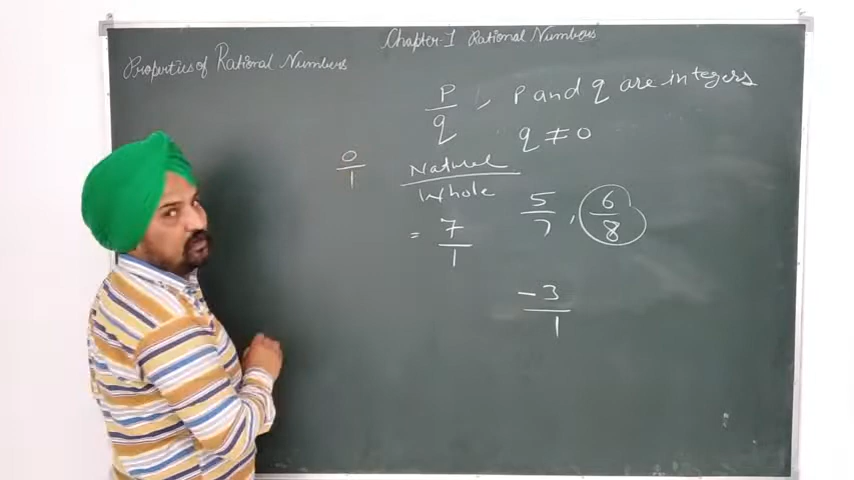 Chapter-1 Rational Numbers
Properties of Rational Numbers
P/q , P and q are integers
q ≠ 0
0/1
Natural
Whole
= 7/1
5/7, 6/8
-3/1